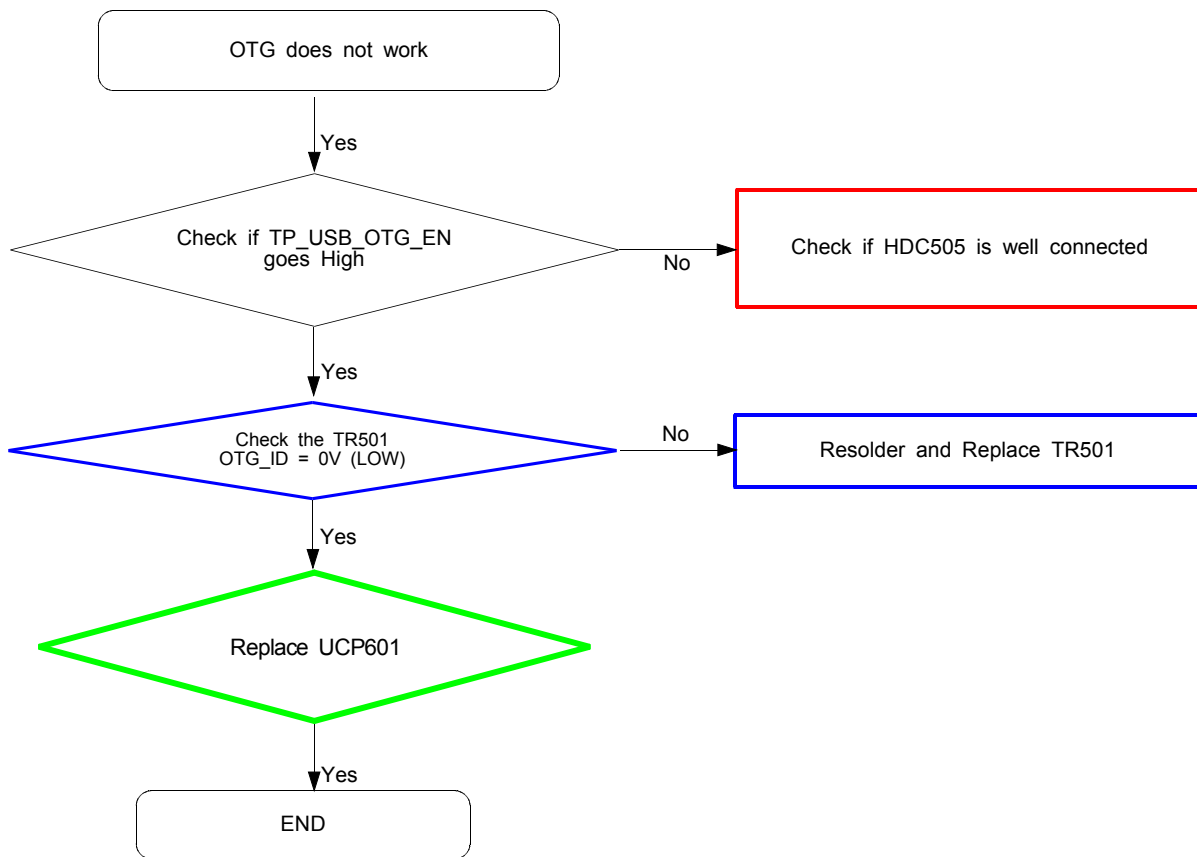 OTG does not work
Yes
Check if TP_USB_OTG_EN
goes High
No
Check if HDC505 is well connected
Yes
Check the TR501
OTG_ID = 0V (LOW)
No
Resolder and Replace TR501
Yes
Replace UCP601
Yes
END